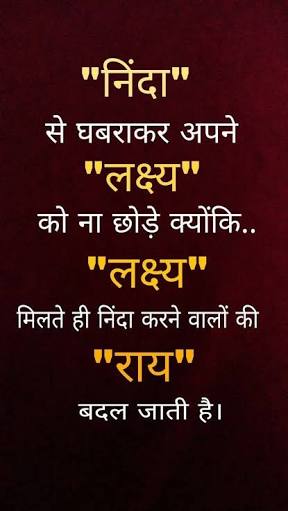 "निंदा"
से घबराकर अपने
"लक्ष्य"
को ना छोड़े क्योंकि..
"लक्ष्य"
मिलते ही निंदा करने वालों की
"राय"
बदल जाती है।